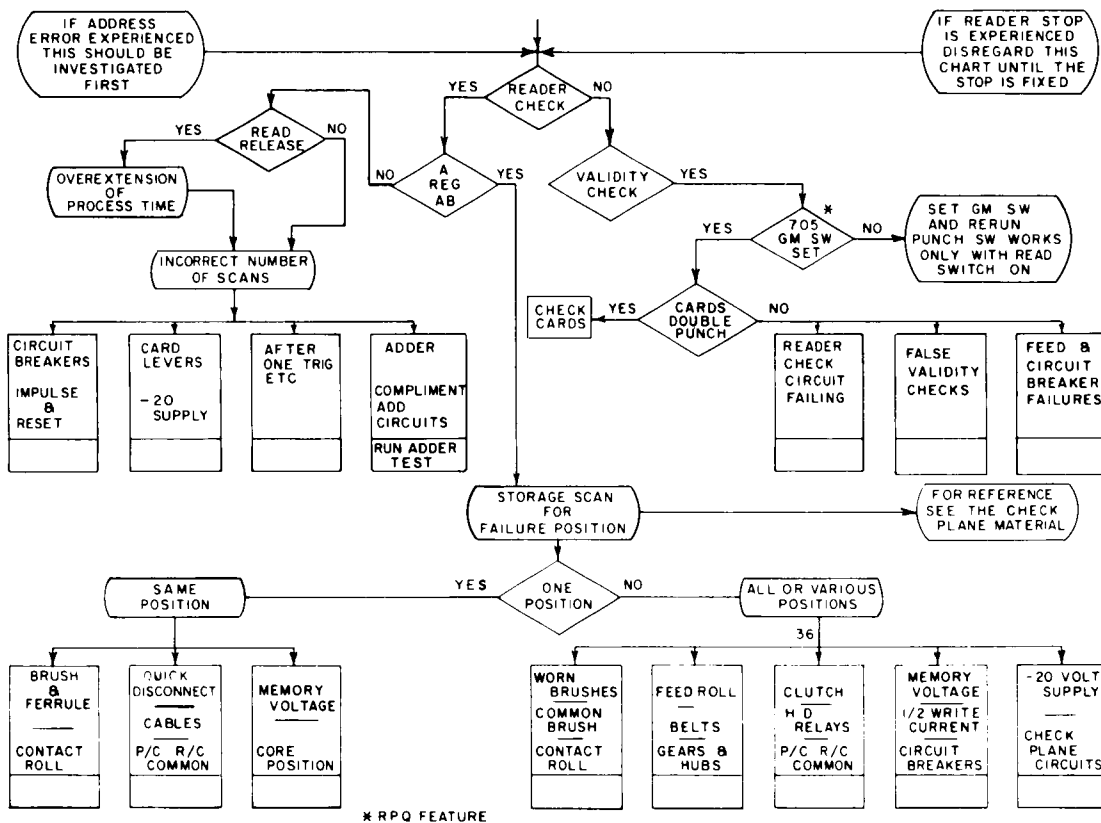 IF ADDRESS
ERROR EXPERIENCED
THIS SHOULD BE
INVESTIGATED
FIRST
IF READER STOP
IS EXPERIENCED
DISREGARD THIS
CHART UNTIL THE
STOP IS FIXED
YES
READER
CHECK
NO
YES
READ
RELEASE
NO
NO
A
REG
AB
YES
VALIDITY
CHECK
YES
OVEREXTENSION
OF
PROCESS TIME
YES
705
GM SW
SET
*
NO
SET GM SW
AND RERUN
PUNCH SW WORKS
ONLY WITH READ
SWITCH ON
INCORRECT NUMBER
OF SCANS
CHECK
CARDS
YES
CARDS
DOUBLE
PUNCH
NO
CIRCUIT
BREAKERS
IMPULSE
&
RESET
CARD
LEVERS
-20
SUPPLY
AFTER
ONE TRIG
ETC
ADDER
COMPLIMENT
ADD
CIRCUITS
RUN ADDER
TEST
READER
CHECK
CIRCUIT
FAILING
FALSE
VALIDITY
CHECKS
FEED &
CIRCUIT
BREAKER
FAILURES
STORAGE SCAN
FOR
FAILURE POSITION
FOR REFERENCE
SEE THE CHECK
PLANE MATERIAL
SAME
POSITION
YES
ONE
POSITION
NO
ALL OR VARIOUS
POSITIONS
36
BRUSH
&
FERRULE
CONTACT
ROLL
QUICK
DISCONNECT
CABLES
P/C R/C
COMMON
MEMORY
VOLTAGE
CORE
POSITION
WORN
BRUSHES
COMMON
BRUSH
CONTACT
ROLL
FEED ROLL
BELTS
GEARS &
HUBS
CLUTCH
H D
RELAYS
P/C R/C
COMMON
MEMORY
VOLTAGE
1/2 WRITE
CURRENT
CIRCUIT
BREAKERS
-20 VOLT
SUPPLY
CHECK
PLANE
CIRCUITS
* RPQ FEATURE